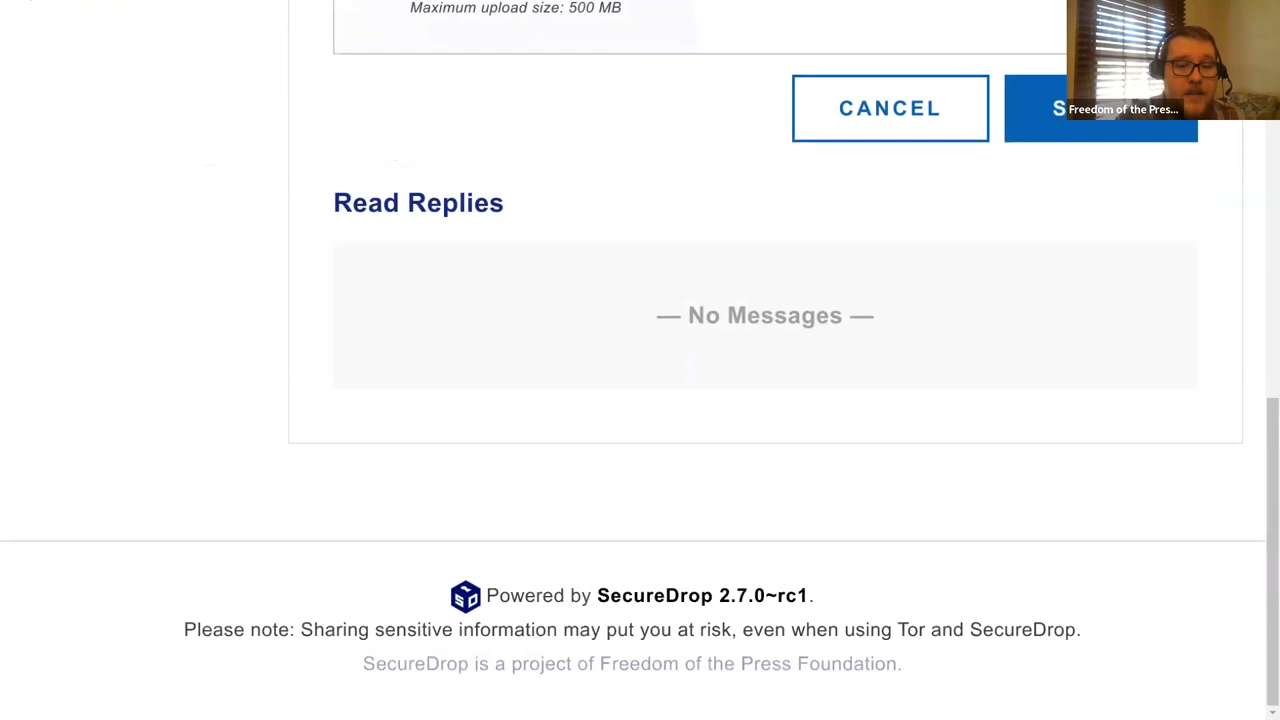 Maximum upload size: 500 MB
CANCEL
S
Freedom of the Pres...
Read Replies
— No Messages —
Powered by SecureDrop 2.7.0~rc1.
Please note: Sharing sensitive information may put you at risk, even when using Tor and SecureDrop.
SecureDrop is a project of Freedom of the Press Foundation.